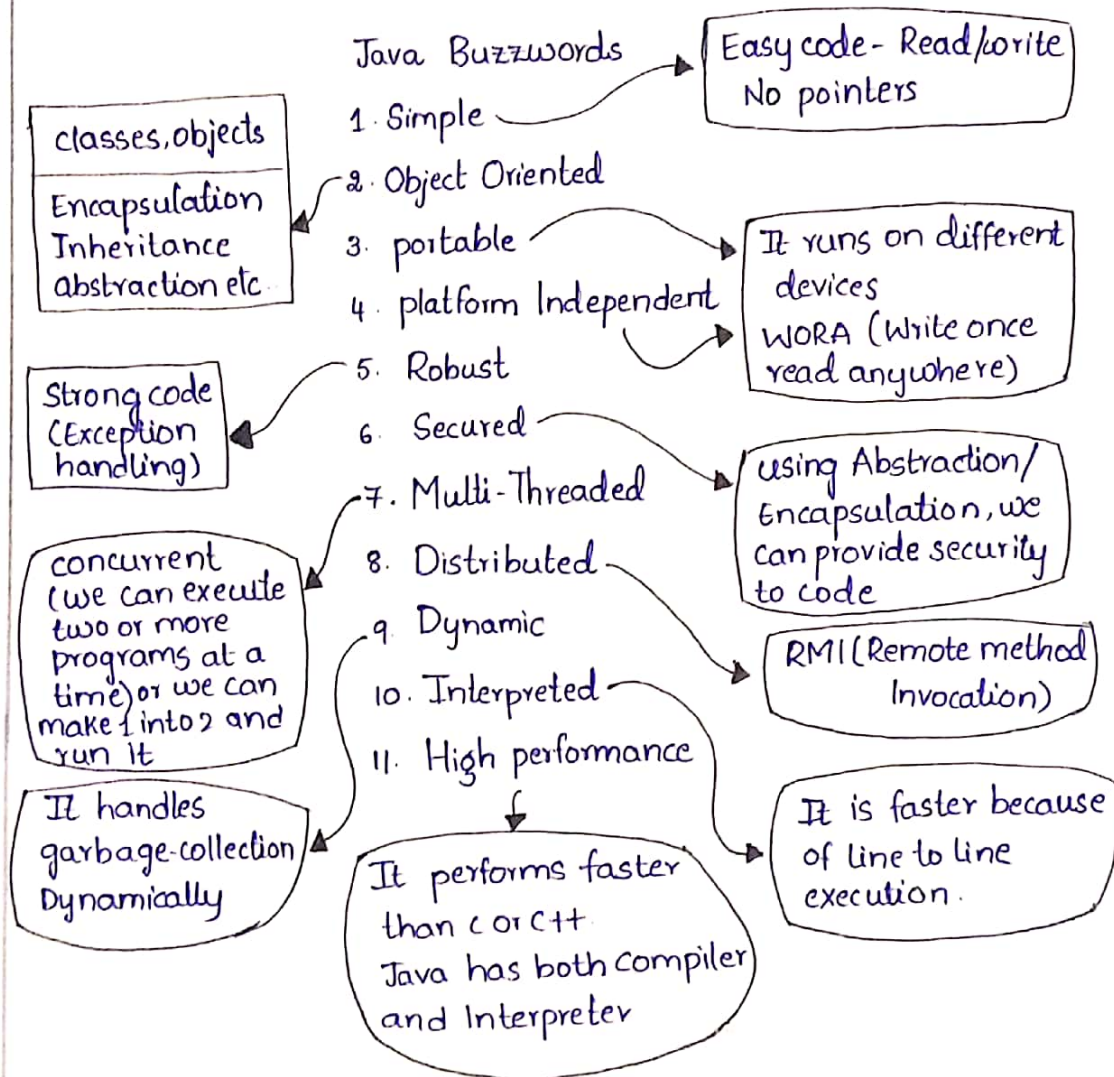 Java Buzzwords
1. Simple
Easy code - Read/write
No pointers
2. Object Oriented
classes, objects
Encapsulation
Inheritance
abstraction etc.
3. portable
4. platform Independent
It runs on different
devices
WORA (Write once
read anywhere)
5. Robust
Strong code
(Exception
handling)
6. Secured
using Abstraction/
Encapsulation, we
can provide security
to code
7. Multi-Threaded
concurrent
(we can execute
two or more
programs at a
time) or we can
make 1 into 2 and
run it
8. Distributed
RMI (Remote method
Invocation)
9. Dynamic
It handles
garbage-collection
Dynamically
10. Interpreted
It is faster because
of line to line
execution.
11. High performance
It performs faster
than c or c++
Java has both compiler
and Interpreter